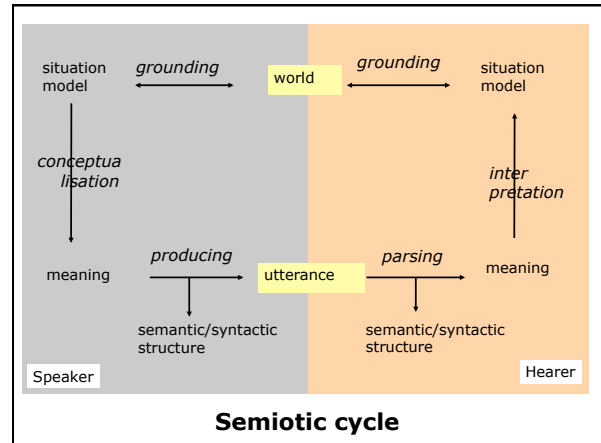 grounding
grounding
situation
model
world
situation
model
conceptua
lisation
inter
pretation
producing
parsing
meaning
utterance
meaning
semantic/syntactic
structure
semantic/syntactic
structure
Speaker
Hearer
Semiotic cycle